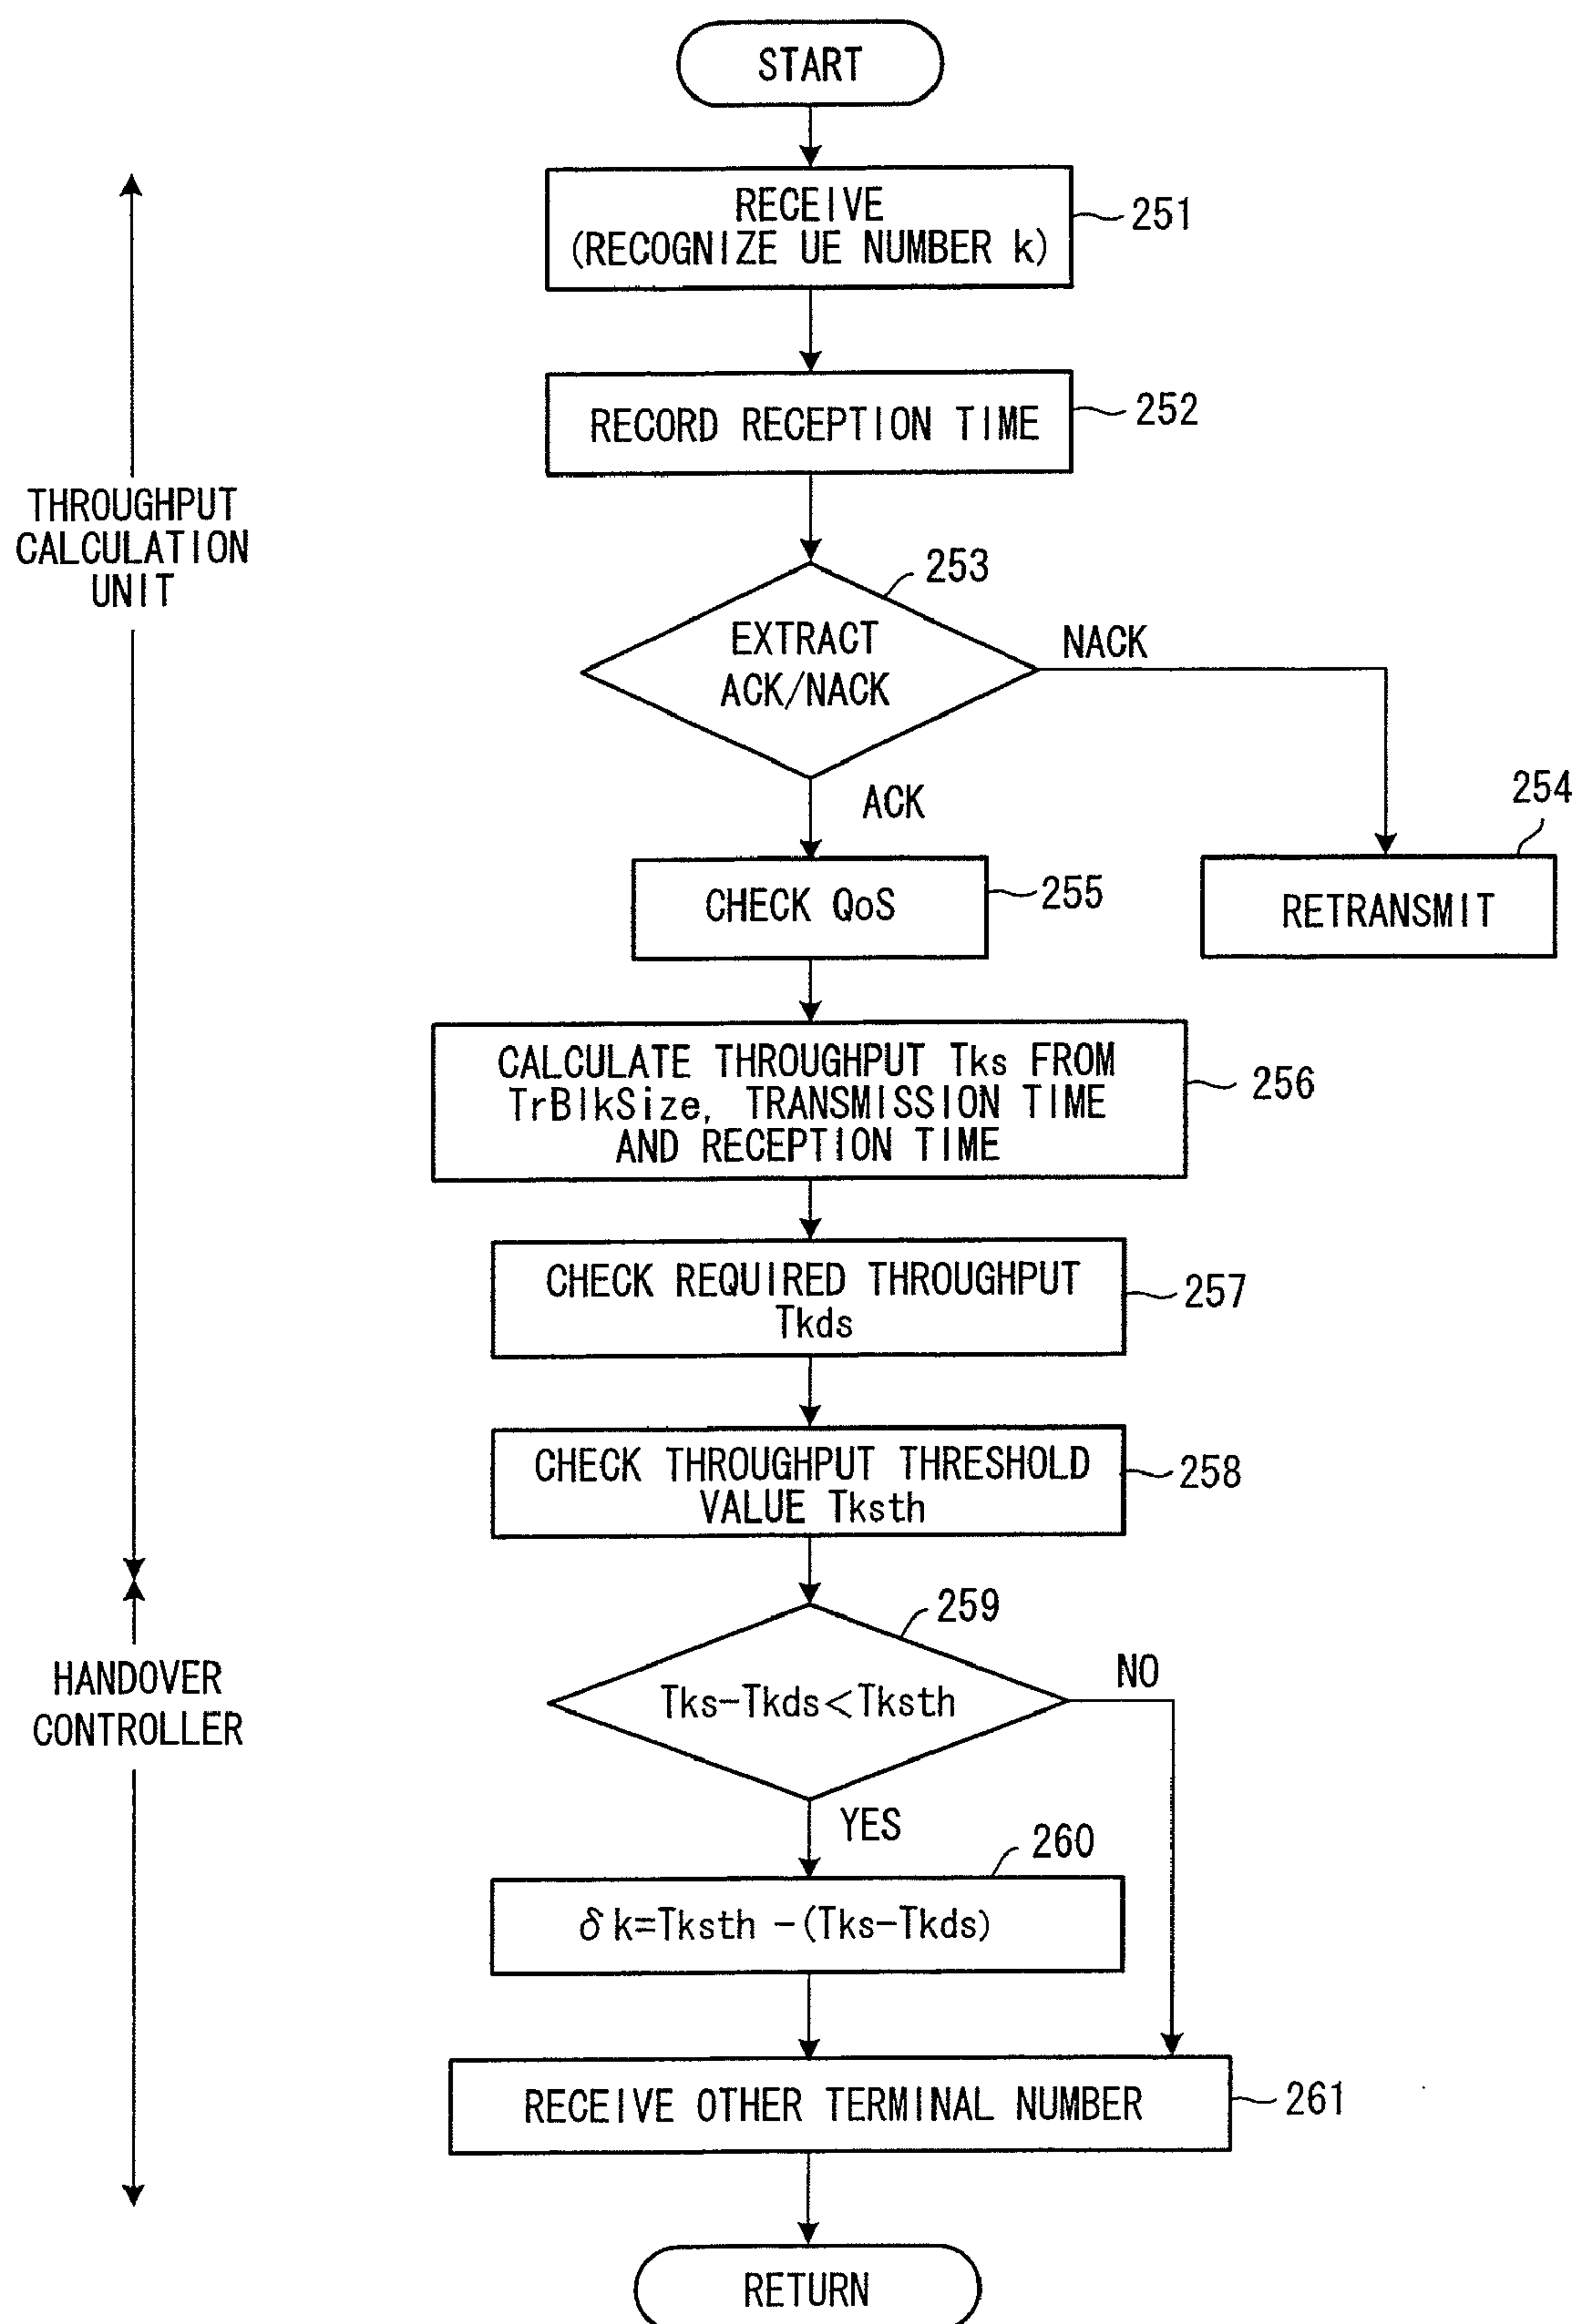 START
RECEIVE
(RECOGNIZE UE NUMBER k)
251
RECORD RECEPTION TIME
252
THROUGHPUT
CALCULATION
UNIT
253
EXTRACT
ACK/NACK
NACK
ACK
254
CHECK QoS
255
RETRANSMIT
CALCULATE THROUGHPUT Tks FROM
TrBlkSize, TRANSMISSION TIME
AND RECEPTION TIME
256
CHECK REQUIRED THROUGHPUT
Tkds
257
CHECK THROUGHPUT THRESHOLD
VALUE Tksth
258
259
HANDOVER
CONTROLLER
Tks-Tkds<Tksth
NO
YES
260
δk=Tksth -(Tks-Tkds)
RECEIVE OTHER TERMINAL NUMBER
261
RETURN